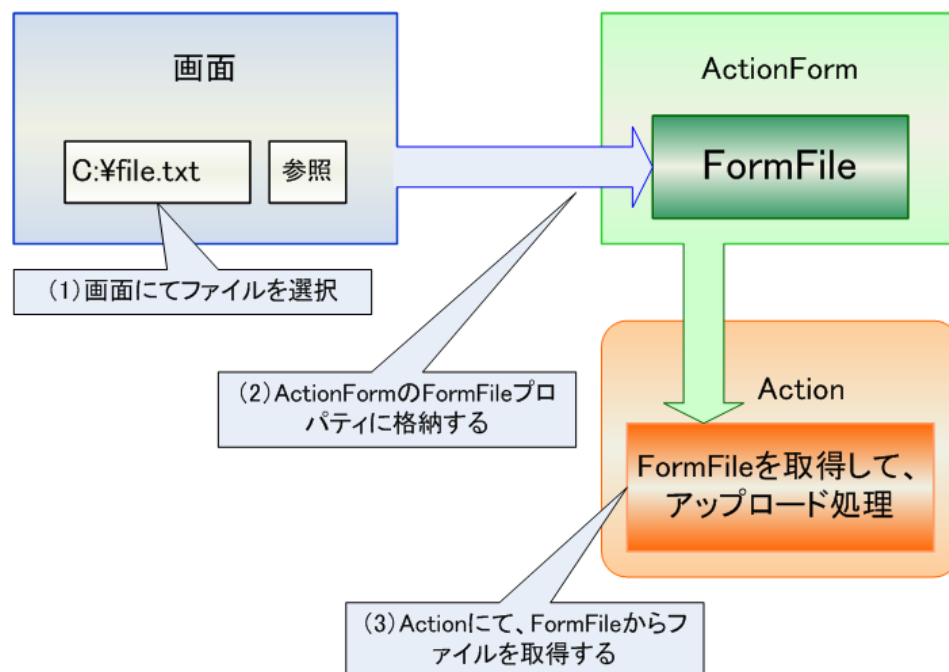 画面
C:¥file.txt
参照
(1)画面にてファイルを選択
ActionForm
FormFile
(2)ActionFormのFormFileプロ
パティに格納する
Action
FormFileを取得して、
アップロード処理
(3)Actionにて、FormFileからフ
ァイルを取得する